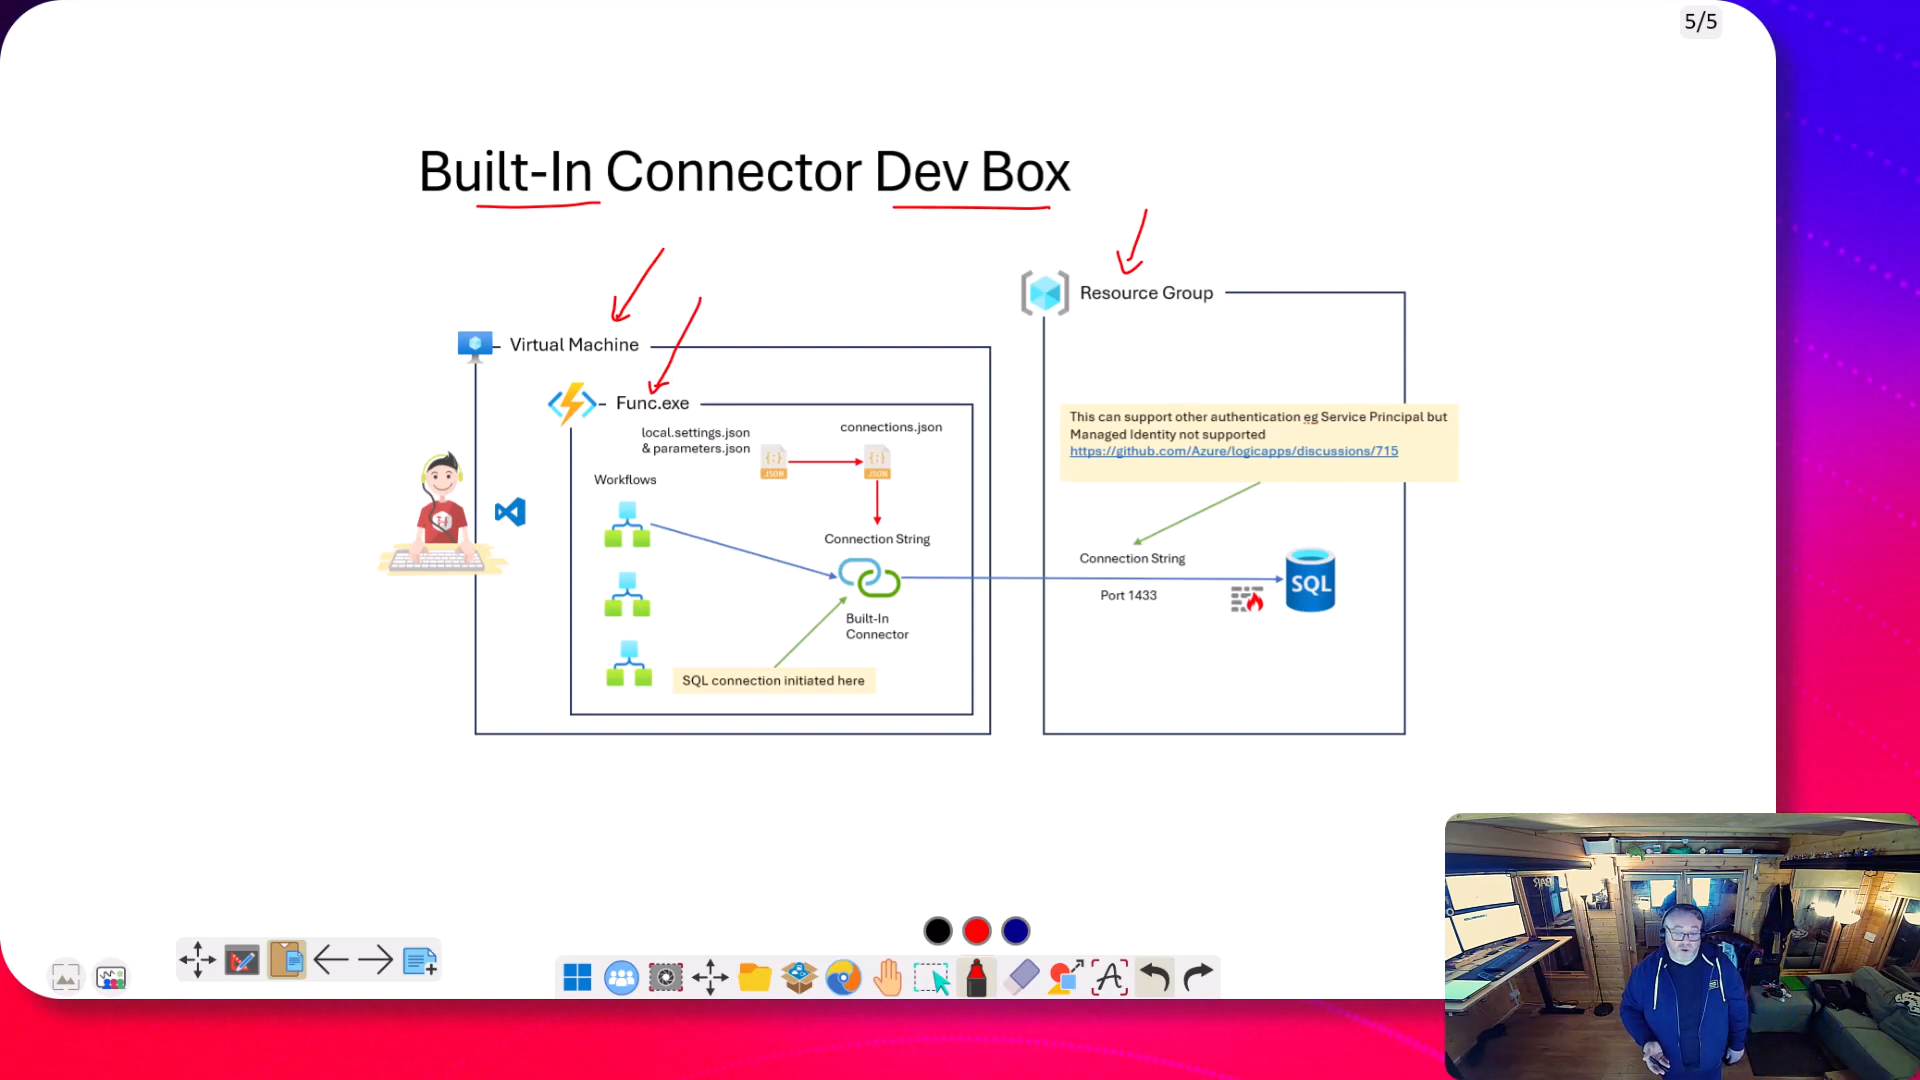 5/5
Built-In Connector Dev Box
Resource Group
Virtual Machine
Func.exe
local.settings.json
& parameters.json
connections.json
JSON
JSON
Workflows
Connection String
Built-In
Connector
SQL connection initiated here
This can support other authentication eg Service Principal but
Managed Identity not supported
https://github.com/Azure/logicapps/discussions/715
Connection String
Port 1433
SQL